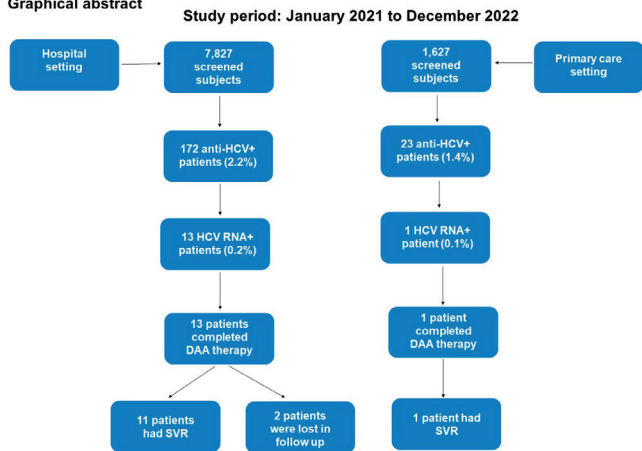 Graphical abstract
Study period: January 2021 to December 2022
Hospital
setting
7,827
screened
subjects
1,627
screened
subjects
Primary care
setting
172 anti-HCV+
patients (2.2%)
23 anti-HCV+
patients (1.4%)
13 HCV RNA+
patients (0.2%)
1 HCV RNA+
patient (0.1%)
13 patients
completed
DAA therapy
1 patient
completed
DAA therapy
11 patients
had SVR
2 patients
were lost in
follow up
1 patient had
SVR